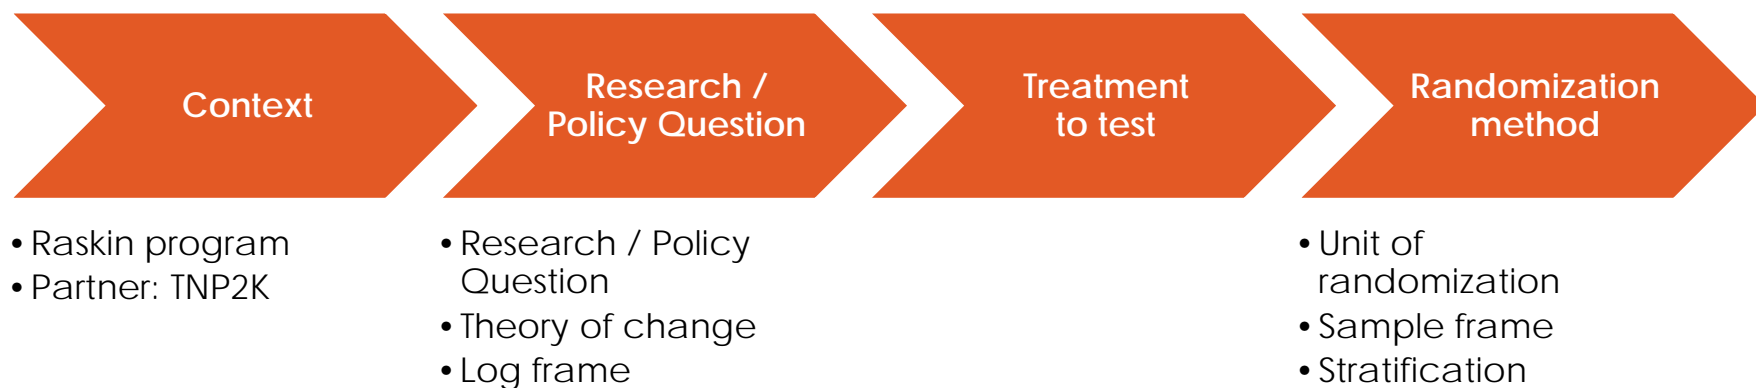 Context
Research /
Policy Question
Treatment
to test
Randomization
method
• Raskin program
• Partner: TNP2K
• Research / Policy
Question
• Theory of change
• Log frame
• Unit of
randomization
• Sample frame
• Stratification